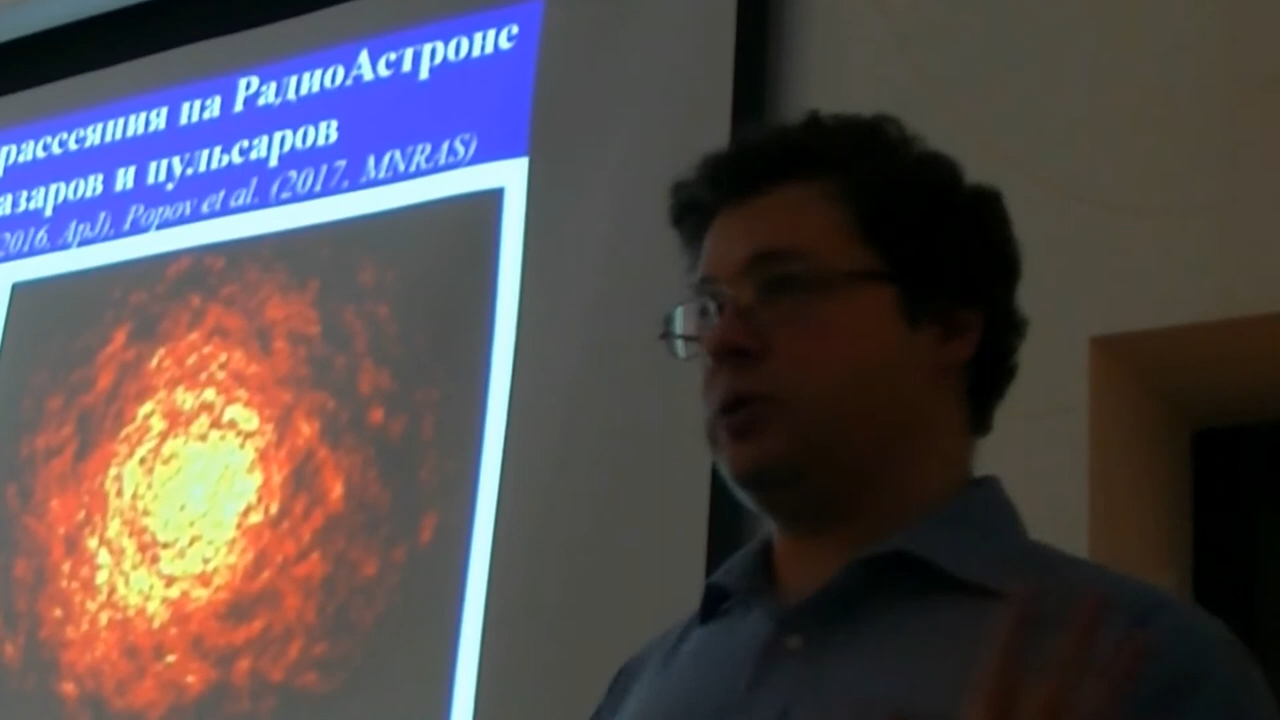 рассеяния на РадиоАстроне
азаров и пульсаров
2016, ApJ), Popov et al. (2017, MNRAS)